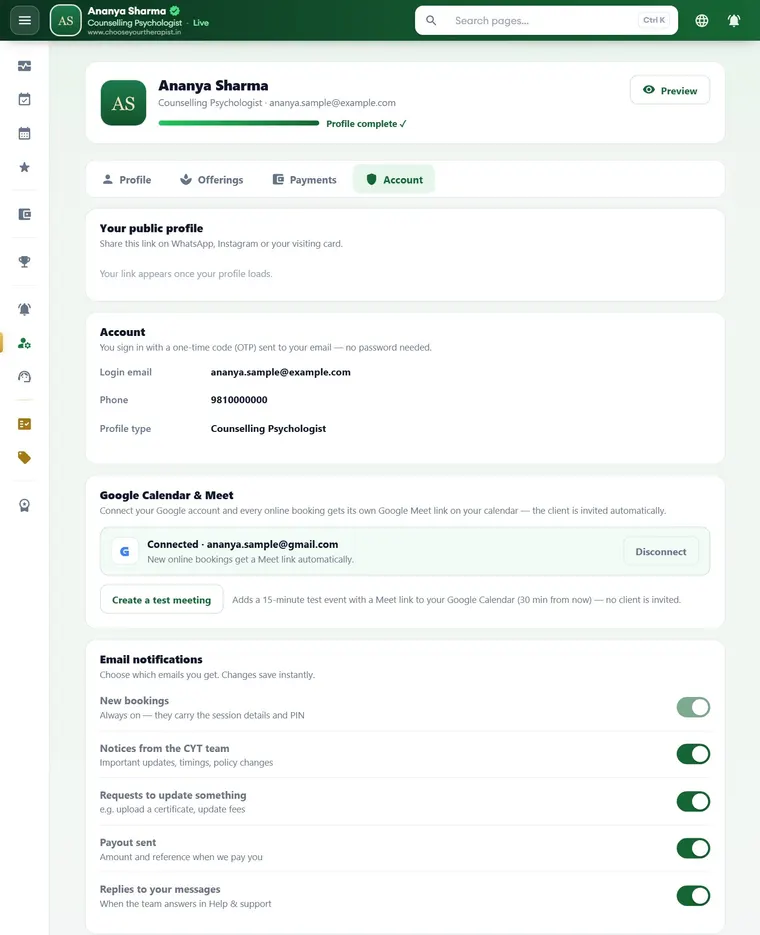 AS
Ananya Sharma
Counselling Psychologist · Live
www.chooseyourtherapist.in
Search pages...
Ctrl K
AS
Ananya Sharma
Counselling Psychologist · ananya.sample@example.com
Profile complete ✓
Preview
Profile
Offerings
Payments
Account
Your public profile
Share this link on WhatsApp, Instagram or your visiting card.
Your link appears once your profile loads.
Account
You sign in with a one-time code (OTP) sent to your email — no password needed.
Login email ananya.sample@example.com
Phone 9810000000
Profile type Counselling Psychologist
Google Calendar & Meet
Connect your Google account and every online booking gets its own Google Meet link on your calendar — the client is invited automatically.
G
Connected · ananya.sample@gmail.com
New online bookings get a Meet link automatically.
Disconnect
Create a test meeting
Adds a 15-minute test event with a Meet link to your Google Calendar (30 min from now) — no client is invited.
Email notifications
Choose which emails you get. Changes save instantly.
New bookings
Always on — they carry the session details and PIN
Notices from the CYT team
Important updates, timings, policy changes
Requests to update something
e.g. upload a certificate, update fees
Payout sent
Amount and reference when we pay you
Replies to your messages
When the team answers in Help & support